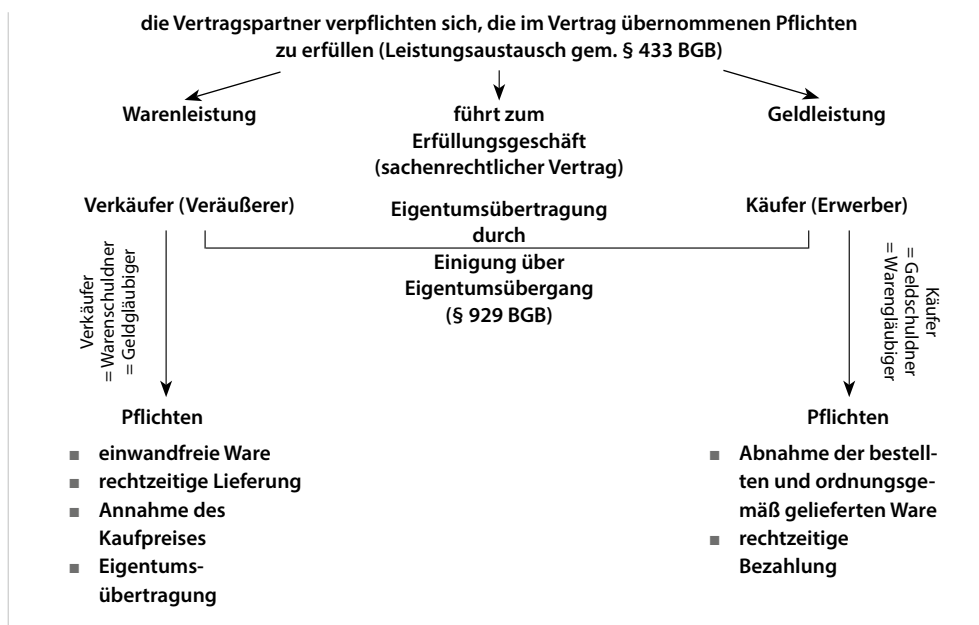 die Vertragspartner verpflichten sich, die im Vertrag übernommenen Pflichten
zu erfüllen (Leistungsaustausch gem. § 433 BGB)
Warenleistung
führt zum
Erfüllungsgeschäft
(sachenrechtlicher Vertrag)
Geldleistung
Verkäufer (Veräußerer)
Eigentumsübertragung
durch
Einigung über
Eigentumsübergang
(§ 929 BGB)
Käufer (Erwerber)
Verkäufer
= Warenschuldner
= Geldgläubiger
Käufer
= Geldschuldner
= Warengläubiger
Pflichten
■ einwandfreie Ware
■ rechtzeitige Lieferung
■ Annahme des
Kaufpreises
■ Eigentums-
übertragung
Pflichten
■ Abnahme der bestell-
ten und ordnungsge-
mäß gelieferten Ware
■ rechtzeitige
Bezahlung